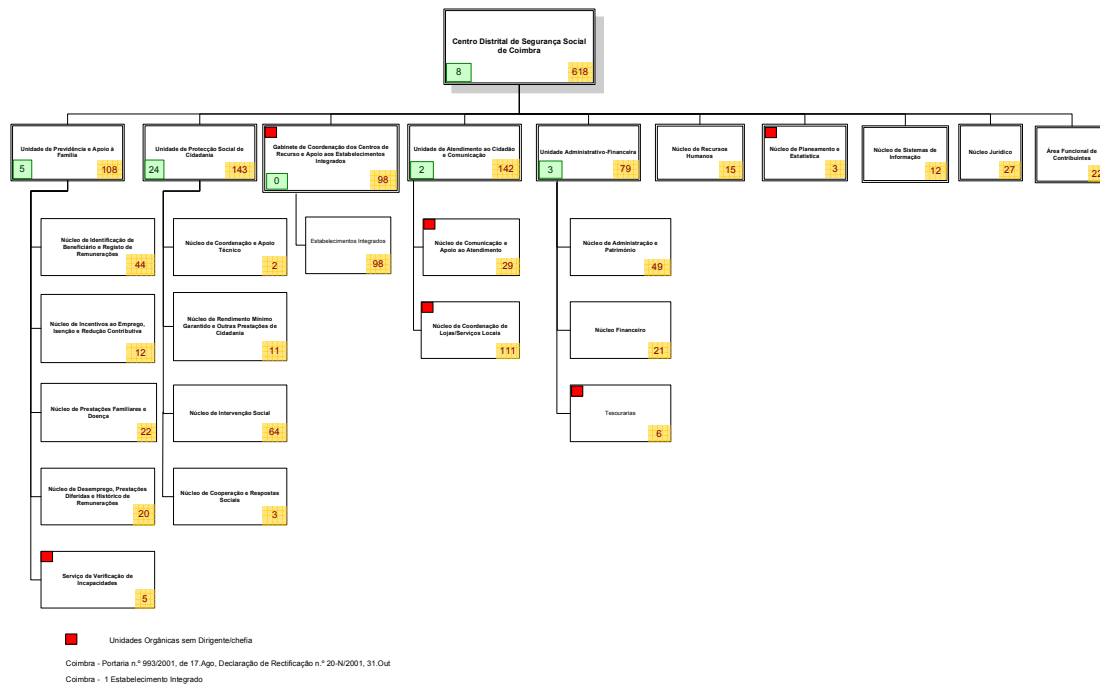 Centro Distrital de Segurança Social
de Coimbra
8
618
Unidade de Previdência e Apoio à
Família
5
108
Unidade de Protecção Social de
Cidadania
24
143
Gabinete de Coordenação dos Centros de
Recurso e Apoio aos Estabelecimentos
Integrados
0
98
Unidade de Atendimento ao Cidadão
e Comunicação
2
142
Unidade Administrativo-Financeira
3
79
Núcleo de Recursos
Humanos
15
Núcleo de Planeamento e
Estatística
3
Núcleo de Sistemas de
Informação
12
Núcleo Jurídico
27
Área Funcional de
Contribuintes
22
Núcleo de Identificação de
Beneficiário e Registo de
Remunerações
44
Núcleo de Incentivos ao Emprego,
Isenção e Redução Contributiva
12
Núcleo de Prestações Familiares e
Doença
22
Núcleo de Desemprego, Prestações
Diferidas e Histórico de
Remunerações
20
Serviço de Verificação de
Incapacidades
5
Núcleo de Coordenação e Apoio
Técnico
2
Núcleo de Rendimento Mínimo
Garantido e Outras Prestações de
Cidadania
11
Núcleo de Intervenção Social
64
Núcleo de Cooperação e Respostas
Sociais
3
Estabelecimentos Integrados
98
Núcleo de Comunicação e
Apoio ao Atendimento
29
Núcleo de Coordenação de
Lojas/Serviços Locais
111
Núcleo de Administração e
Património
49
Núcleo Financeiro
21
Tesourarias
6
Unidades Orgânicas sem Dirigente/chefia
Coimbra - Portaria n.º 993/2001, de 17.Ago, Declaração de Rectificação n.º 20-N/2001, 31.Out
Coimbra - 1 Estabelecimento Integrado